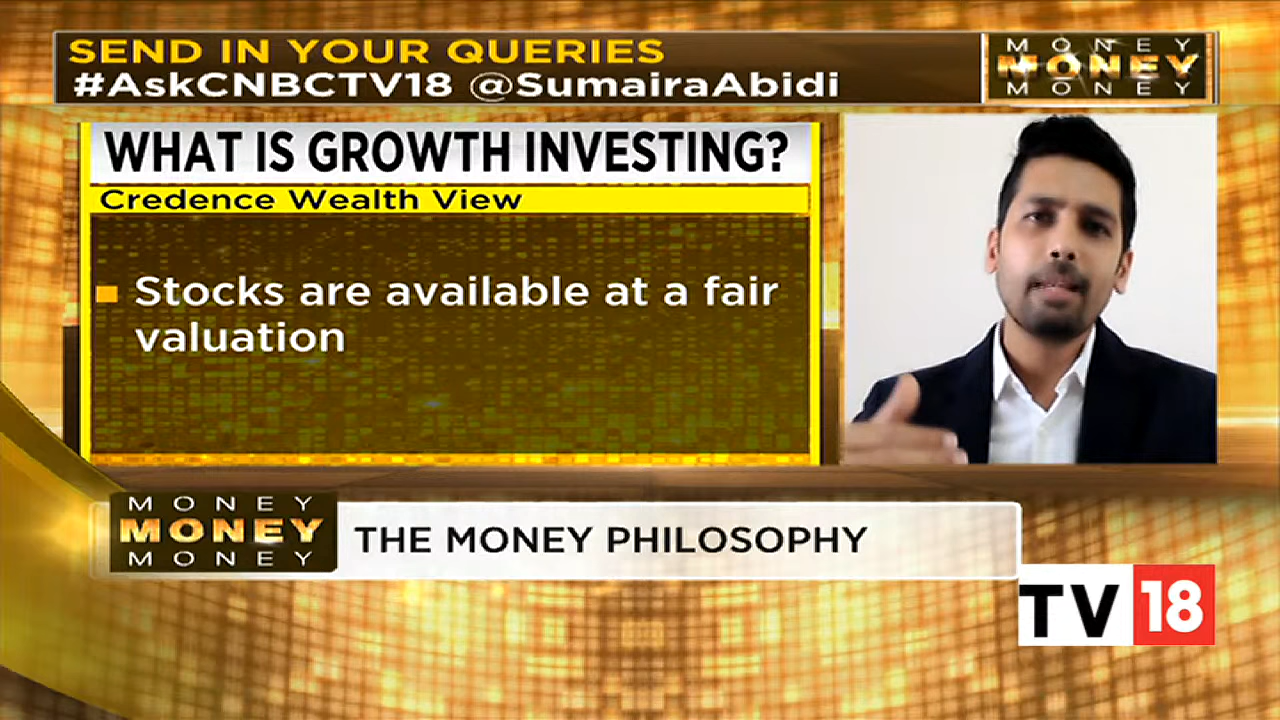 SEND IN YOUR QUERIES
#AskCNBCTV18 @SumairaAbidi
MONEY
MONEY
MONEY
WHAT IS GROWTH INVESTING?
Credence Wealth View
Stocks are available at a fair
valuation
MONEY
MONEY
MONEY
THE MONEY PHILOSOPHY
TV18